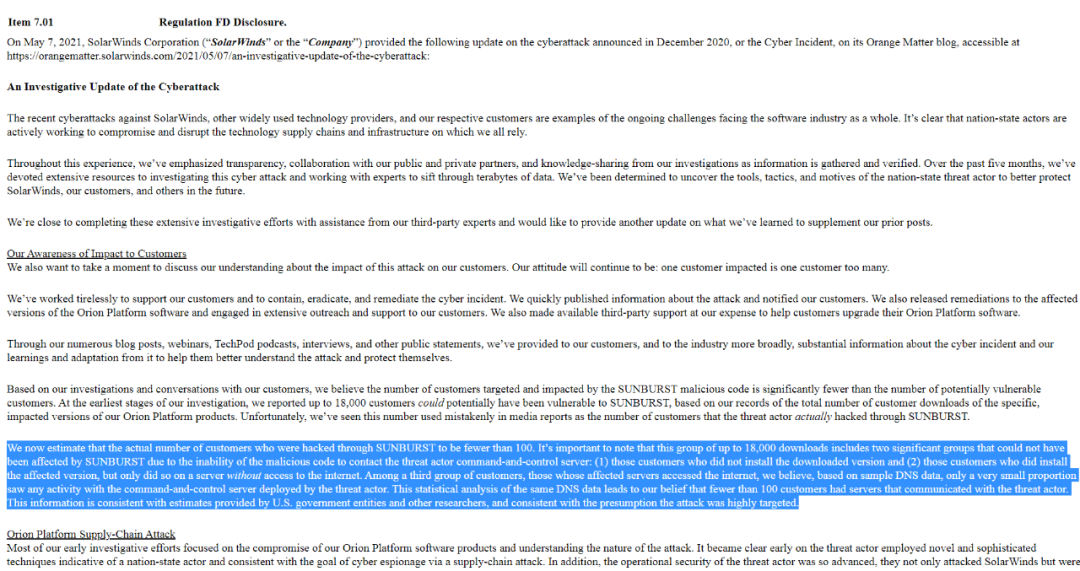 Item 7.01 Regulation FD Disclosure.
On May 7, 2021, SolarWinds Corporation (“SolarWinds” or the “Company”) provided the following update on the cyberattack announced in December 2020, or the Cyber Incident, on its Orange Matter blog, accessible at
https://orangematter.solarwinds.com/2021/05/07/an-investigative-update-of-the-cyberattack:
An Investigative Update of the Cyberattack
The recent cyberattacks against SolarWinds, other widely used technology providers, and our respective customers are examples of the ongoing challenges facing the software industry as a whole. It’s clear that nation-state actors are
actively working to compromise and disrupt the technology supply chains and infrastructure on which we all rely.
Throughout this experience, we’ve emphasized transparency, collaboration with our public and private partners, and knowledge-sharing from our investigations as information is gathered and verified. Over the past five months, we’ve
devoted extensive resources to investigating this cyber attack and working with experts to sift through terabytes of data. We’ve been determined to uncover the tools, tactics, and motives of the nation-state threat actor to better protect
SolarWinds, our customers, and others in the future.
We’re close to completing these extensive investigative efforts with assistance from our third-party experts and would like to provide another update on what we’ve learned to supplement our prior posts.
Our Awareness of Impact to Customers
We also want to take a moment to discuss our understanding about the impact of this attack on our customers. Our attitude will continue to be: one customer impacted is one customer too many.
We’ve worked tirelessly to support our customers and to contain, eradicate, and remediate the cyber incident. We quickly published information about the attack and notified our customers. We also released remediations to the affected
versions of the Orion Platform software and engaged in extensive outreach and support to our customers. We also made available third-party support at our expense to help customers upgrade their Orion Platform software.
Through our numerous blog posts, webinars, TechPod podcasts, interviews, and other public statements, we’ve provided to our customers, and to the industry more broadly, substantial information about the cyber incident and our
learnings and adaptation from it to help them better understand the attack and protect themselves.
Based on our investigations and conversations with our customers, we believe the number of customers targeted and impacted by the SUNBURST malicious code is significantly fewer than the number of potentially vulnerable
customers. At the earliest stages of our investigation, we reported up to 18,000 customers could potentially have been vulnerable to SUNBURST, based on our records of the total number of customer downloads of the specific,
impacted versions of our Orion Platform products. Unfortunately, we’ve seen this number used mistakenly in media reports as the number of customers that the threat actor actually hacked through SUNBURST.
We now estimate that the actual number of customers who were hacked through SUNBURST to be fewer than 100. It’s important to note that this group of up to 18,000 downloads includes two significant groups that could not have
been affected by SUNBURST due to the inability of the malicious code to contact the threat actor command-and-control server: (1) those customers who did not install the downloaded version and (2) those customers who did install
the affected version, but only did so on a server without access to the internet. Among a third group of customers, those whose affected servers accessed the internet, we believe, based on sample DNS data, only a very small proportion
saw any activity with the command-and-control server deployed by the threat actor. This statistical analysis of the same DNS data leads to our belief that fewer than 100 customers had servers that communicated with the threat actor.
This information is consistent with estimates provided by U.S. government entities and other researchers, and consistent with the presumption the attack was highly targeted.
Orion Platform Supply-Chain Attack
Most of our early investigative efforts focused on the compromise of our Orion Platform software products and understanding the nature of the attack. It became clear early on the threat actor employed novel and sophisticated
techniques indicative of a nation-state actor and consistent with the goal of cyber espionage via a supply-chain attack. In addition, the operational security of the threat actor was so advanced, they not only attacked SolarWinds but were